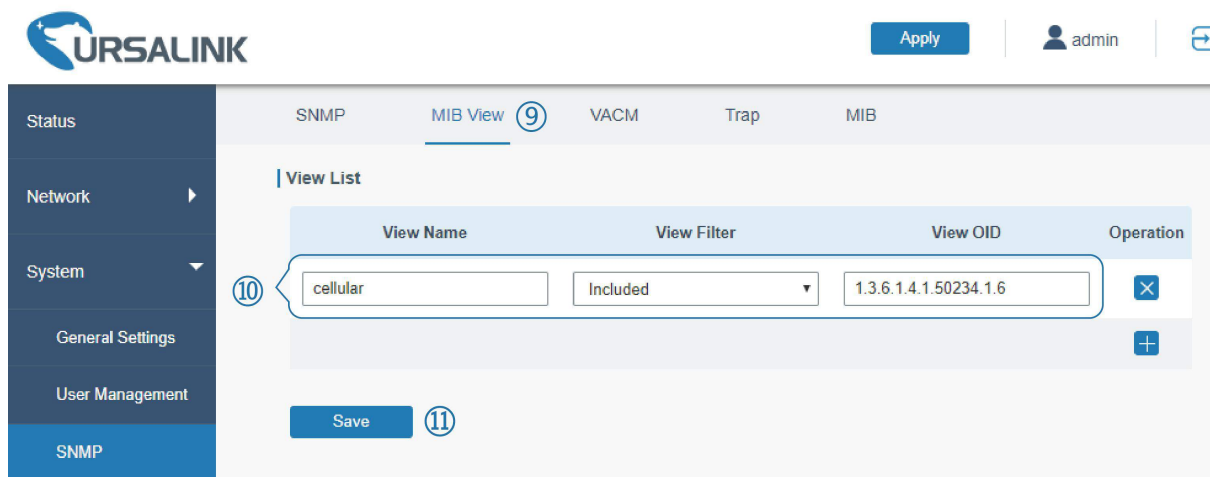 URSALINK
Apply
admin
Status
SNMP
MIB View ⑨
VACM
Trap
MIB
View List
Network
View Name
View Filter
View OID
Operation
System
⑩
cellular
Included
1.3.6.1.4.1.50234.1.6
General Settings
User Management
Save ⑪
SNMP